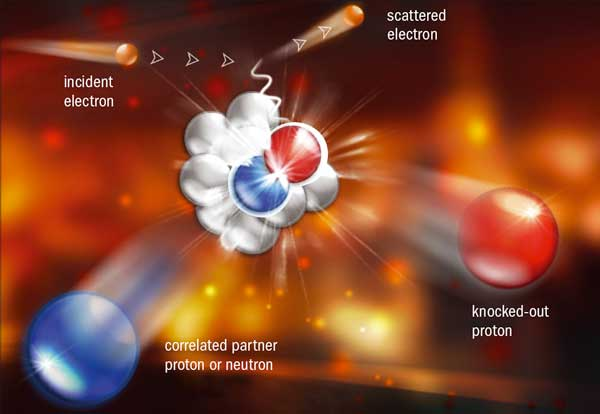 scattered
electron
incident
electron
knocked-out
proton
correlated partner
proton or neutron